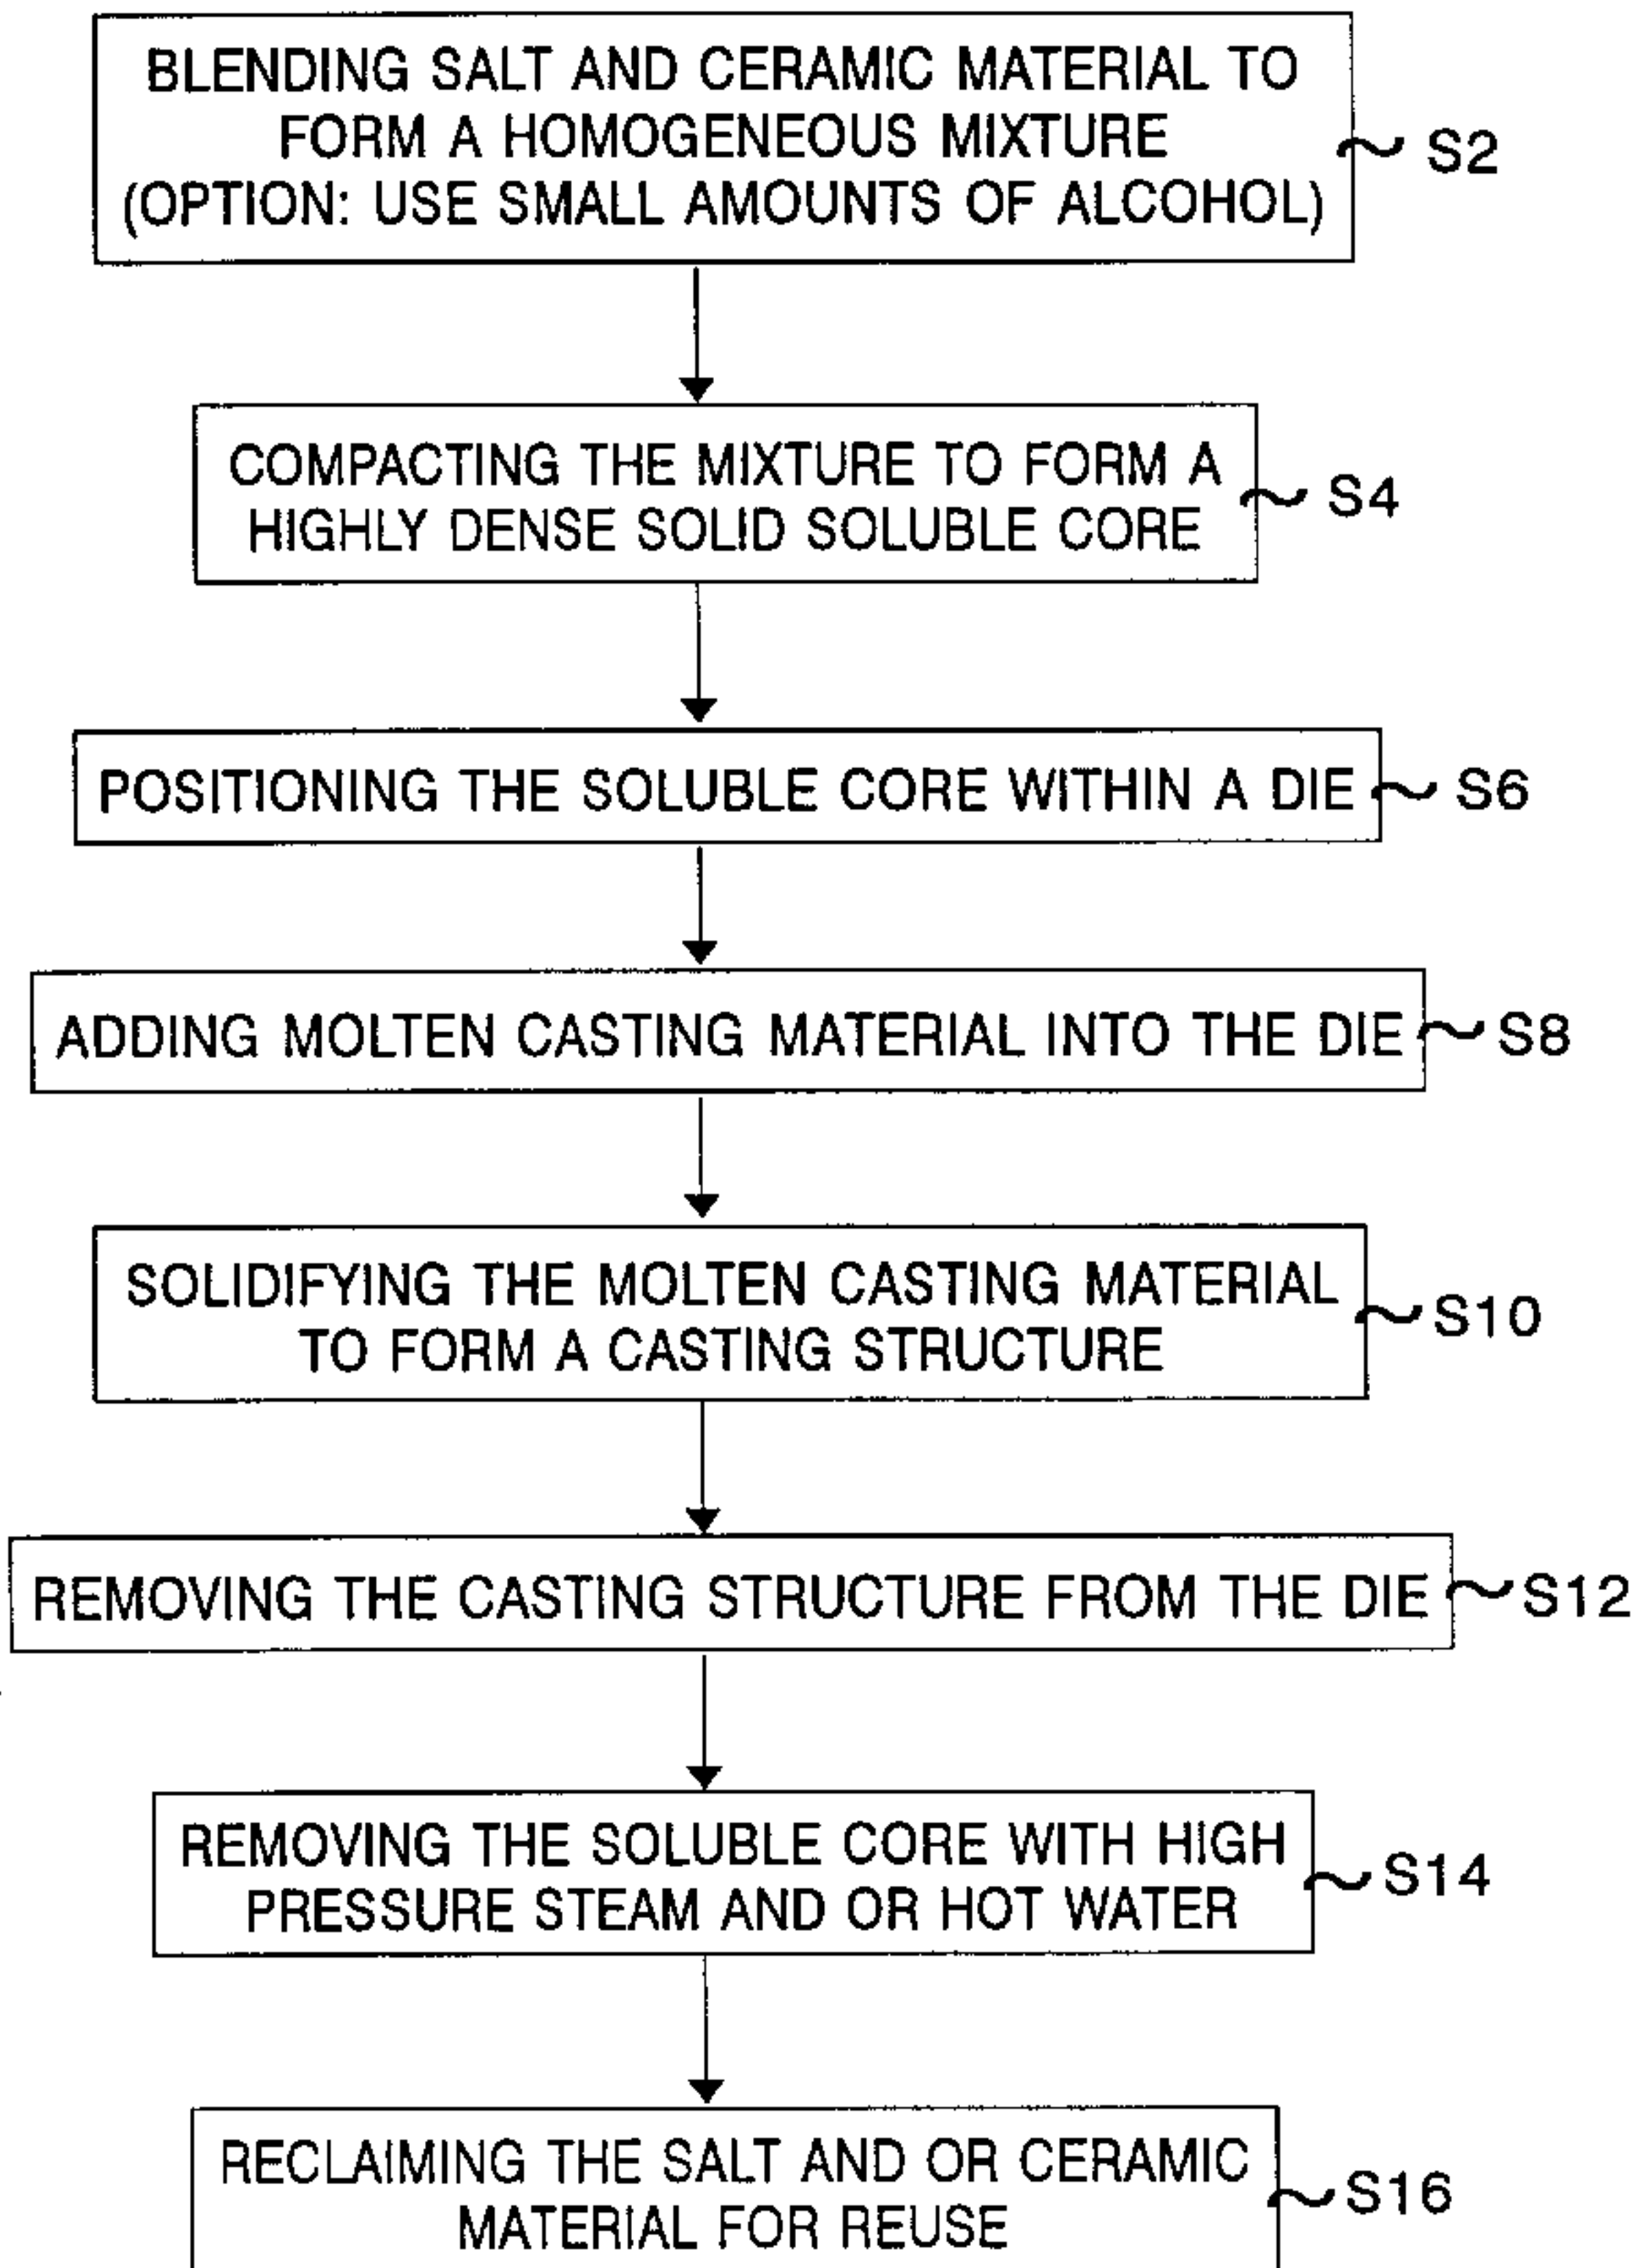 BLENDING SALT AND CERAMIC MATERIAL TO
FORM A HOMOGENEOUS MIXTURE
(OPTION: USE SMALL AMOUNTS OF ALCOHOL)
S2
COMPACTING THE MIXTURE TO FORM A
HIGHLY DENSE SOLID SOLUBLE CORE
S4
POSITIONING THE SOLUBLE CORE WITHIN A DIE
S6
ADDING MOLTEN CASTING MATERIAL INTO THE DIE
S8
SOLIDIFYING THE MOLTEN CASTING MATERIAL
TO FORM A CASTING STRUCTURE
S10
REMOVING THE CASTING STRUCTURE FROM THE DIE
S12
REMOVING THE SOLUBLE CORE WITH HIGH
PRESSURE STEAM AND OR HOT WATER
S14
RECLAIMING THE SALT AND OR CERAMIC
MATERIAL FOR REUSE
S16